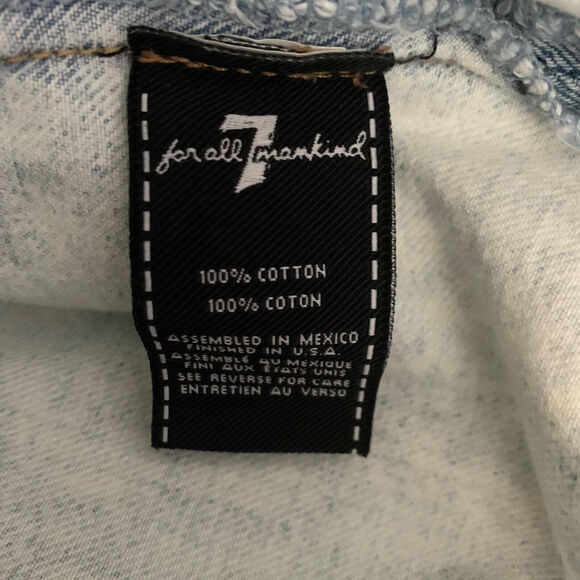 7
for all mankind
100% COTTON
100% COTON
ASSEMBLED IN MEXICO
FINISHED IN U.S.A.
ASSEMBLÉ AU MEXIQUE
FINI AUX ÉTATS UNIS
SEE REVERSE FOR CARE
ENTRETIEN AU VERSO